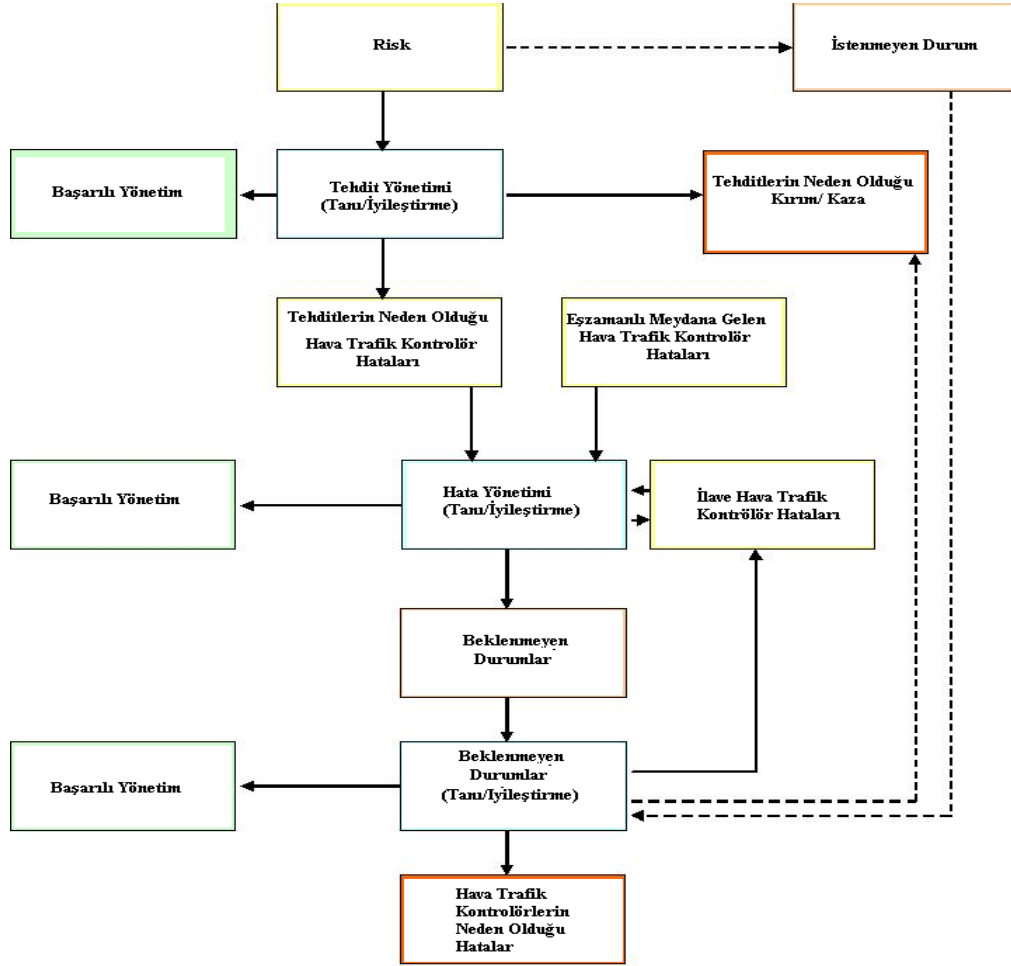 Risk
İstenmeyen Durum
Başarılı Yönetim
Tehdit Yönetimi
(Tanı/İyileştirme)
Tehditlerin Neden Olduğu
Kırım/ Kaza
Tehditlerin Neden Olduğu
Hava Trafik Kontrolör
Hataları
Eşzamanlı Meydana Gelen
Hava Trafik Kontrolör
Hataları
Başarılı Yönetim
Hata Yönetimi
(Tanı/İyileştirme)
İlave Hava Trafik
Kontrölör Hataları
Beklenmeyen
Durumlar
Başarılı Yönetim
Beklenmeyen
Durumlar
(Tanı/Iyileştirme)
Hava Trafik
Kontrolörlerin
Neden Olduğu
Hatalar